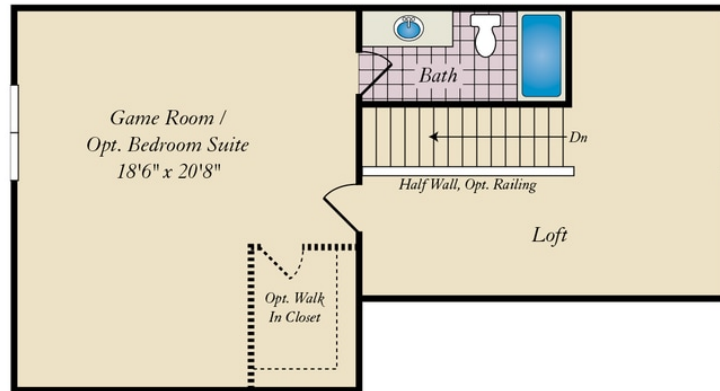 Game Room /
Opt. Bedroom Suite
18'6" x 20'8"
Bath
Dn
Half Wall, Opt. Railing
Loft
Opt. Walk
In Closet